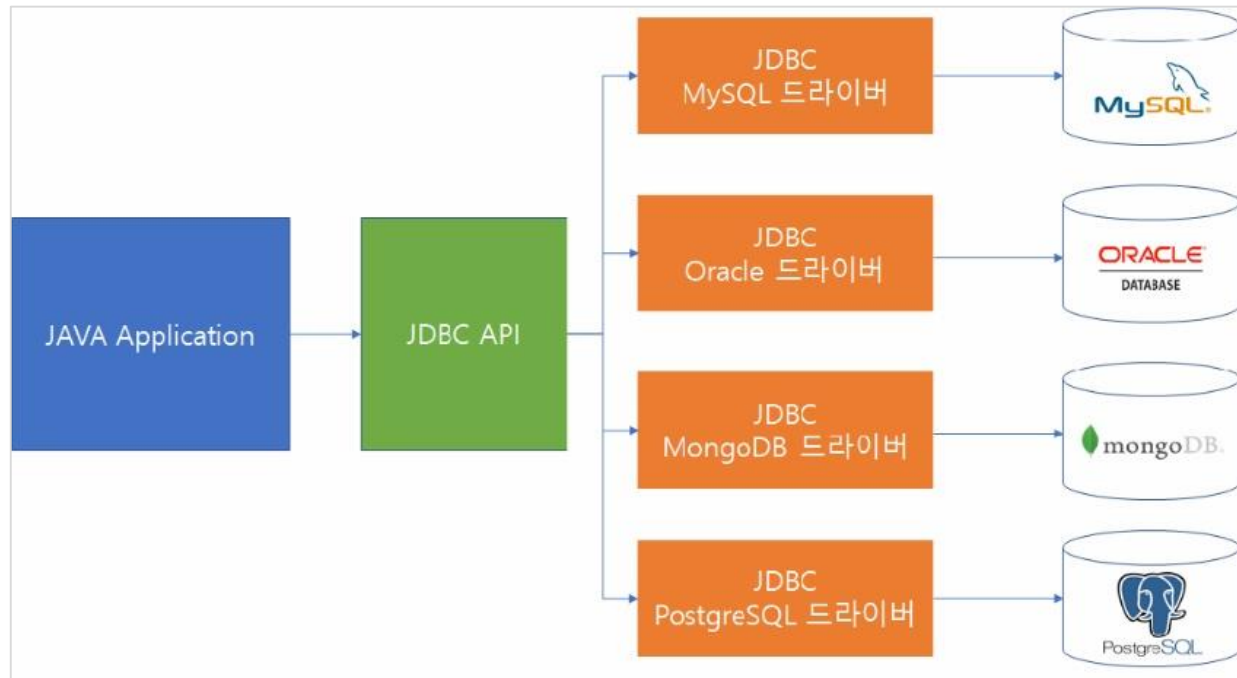 JAVA Application
JDBC API
JDBC
MySQL 드라이버
MySQL®
JDBC
Oracle 드라이버
ORACLE®
DATABASE
JDBC
MongoDB 드라이버
mongoDB.
JDBC
PostgreSQL 드라이버
PostgreSQL